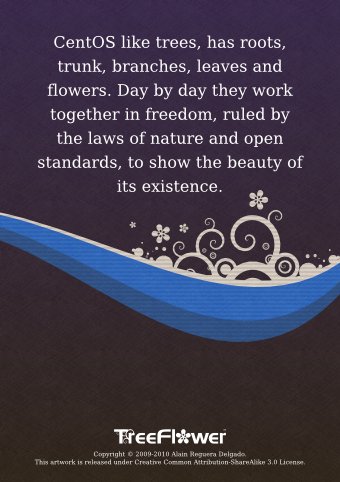 CentOS like trees, has roots,
trunk, branches, leaves and
flowers. Day by day they work
together in freedom, ruled by
the laws of nature and open
standards, to show the beauty of
its existence.
TreeFlower
Copyright © 2009-2010 Alain Reguera Delgado.
This artwork is released under Creative Common Attribution-ShareAlike 3.0 License.